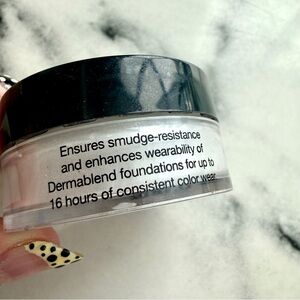 Ensures smudge-resistance
and enhances wearability of
Dermablend foundations for up to
16 hours of consistent color wear